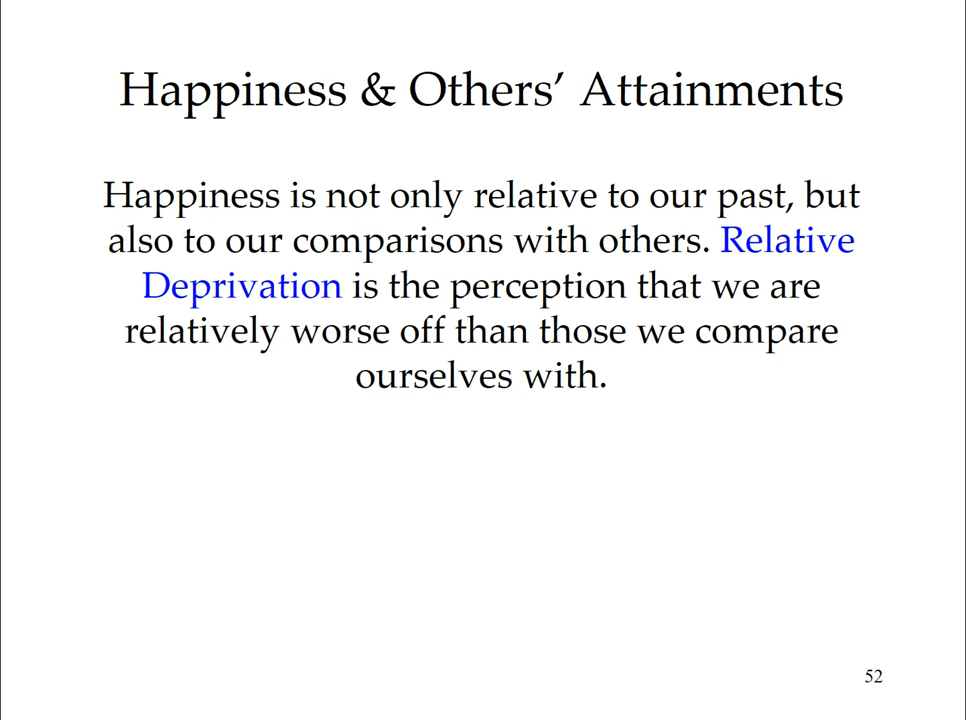 Happiness & Others’ Attainments
Happiness is not only relative to our past, but
also to our comparisons with others. Relative
Deprivation is the perception that we are
relatively worse off than those we compare
ourselves with.
52